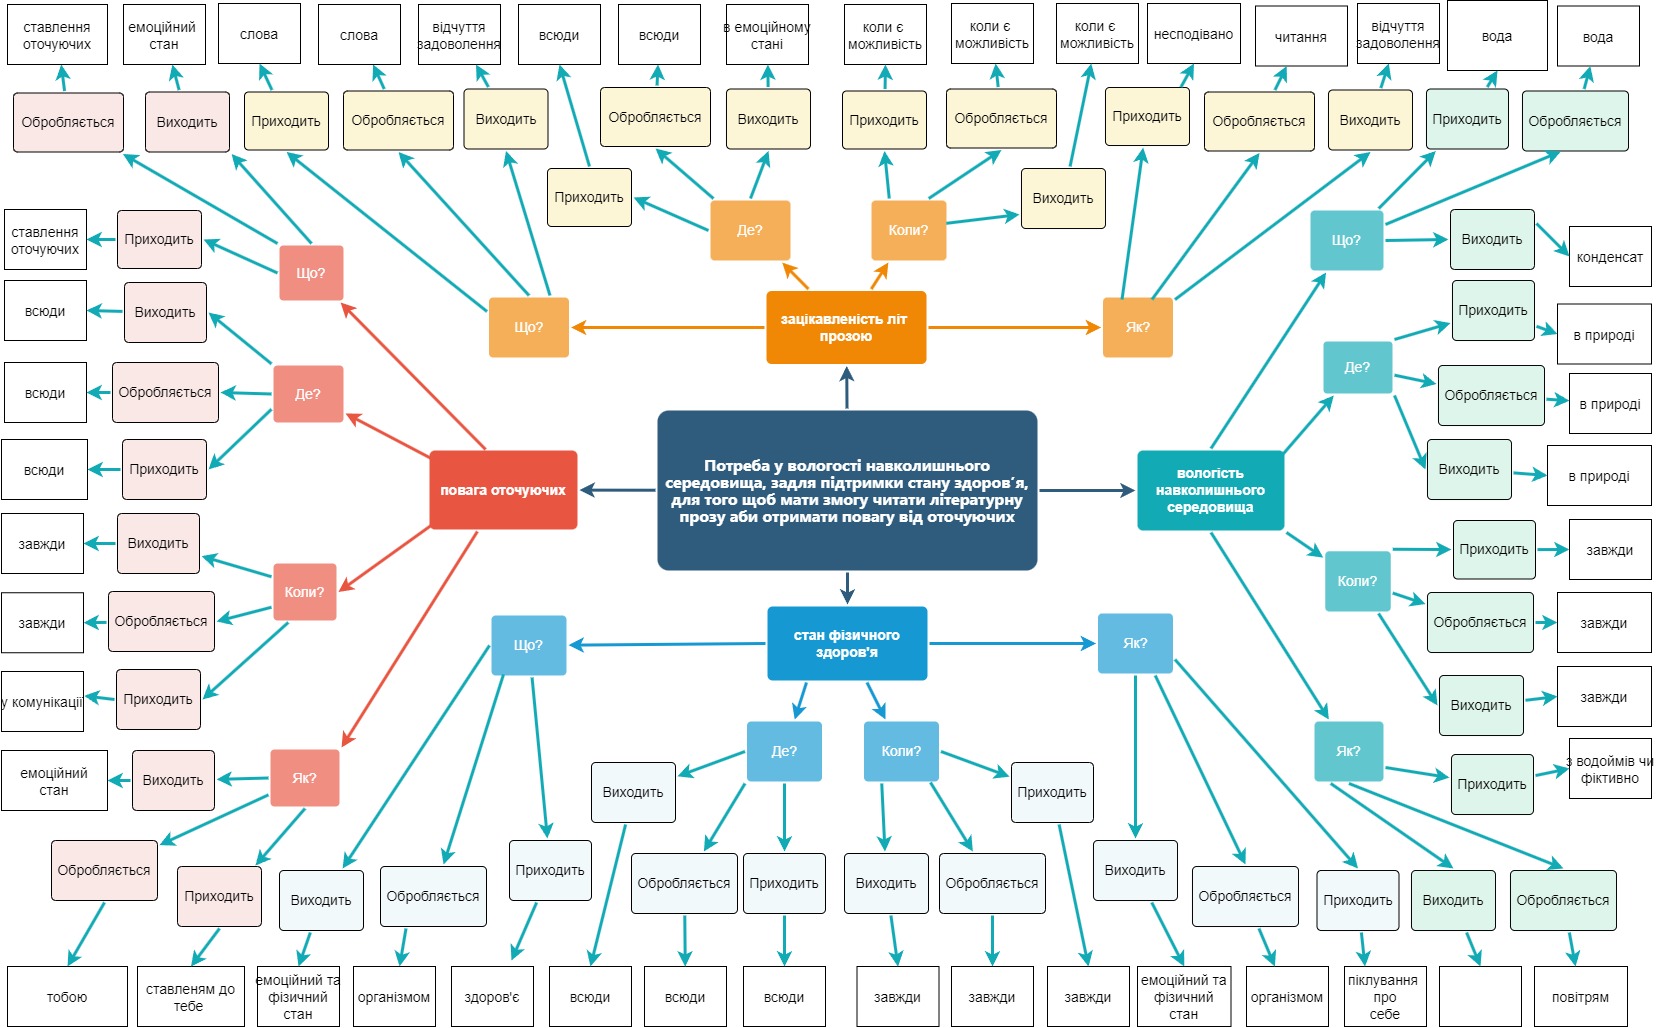 ставлення
оточуючих
емоційний
стан
слова
слова
відчуття
задоволення
всюди
всюди
в емоційному
стані
коли є
можливість
коли є
можливість
коли є
можливість
несподівано
читання
відчуття
задоволення
вода
вода
Обробляється
Виходить
Приходить
Обробляється
Виходить
Приходить
Обробляється
Виходить
Приходить
Обробляється
Виходить
Приходить
Обробляється
Виходить
Приходить
Обробляється
ставлення
оточуючих
Приходить
Що?
Що?
Де?
Коли?
Як?
Що?
Виходить
конденсат
всюди
Виходить
зацікавленість літ
прозою
Приходить
в природі
всюди
Обробляється
Де?
Де?
Обробляється
в природі
всюди
Приходить
Виходить
в природі
повага оточуючих
Потреба у вологості навколишнього
середовища, задля підтримки стану здоров´я,
для того щоб мати змогу читати літературну
прозу аби отримати повагу від оточуючих
вологість
навколишнього
середовища
завжди
Виходить
Коли?
Коли?
Приходить
завжди
завжди
Обробляється
Обробляється
завжди
у комунікації
Приходить
Що?
стан фізичного
здоров'я
Як?
Виходить
завжди
емоційний
стан
Виходить
Як?
Де?
Коли?
Як?
Приходить
з водоймів чи
фіктивно
Виходить
Приходить
Обробляється
Приходить
Виходить
Обробляється
Приходить
Обробляється
Приходить
Виходить
Обробляється
Виходить
Обробляється
Приходить
Виходить
Обробляється
тобою
ставленям до
тебе
емоційний та
фізичний
стан
організмом
здоров'є
всюди
всюди
всюди
завжди
завжди
завжди
емоційний та
фізичний
стан
організмом
піклування
про
себе
повітрям